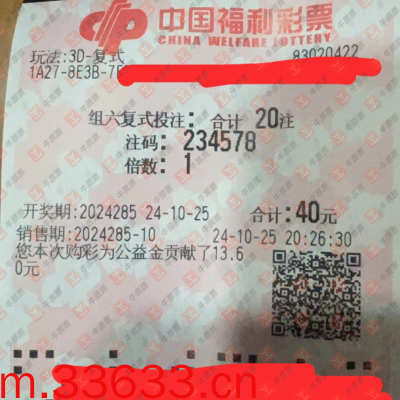 中国福利彩票
CHINA WELFARE LOTTERY
玩法:3D-复式 83020422
1A27-8E3B-7
组六复式投注: 合计 20注
注码: 234578
倍数: 1
开奖期:2024285 24-10-25 合计:40元
销售期:2024285-10 24-10-25 20:26:30
您本次购彩为公益金贡献了13.6
0元
m.33633.cn